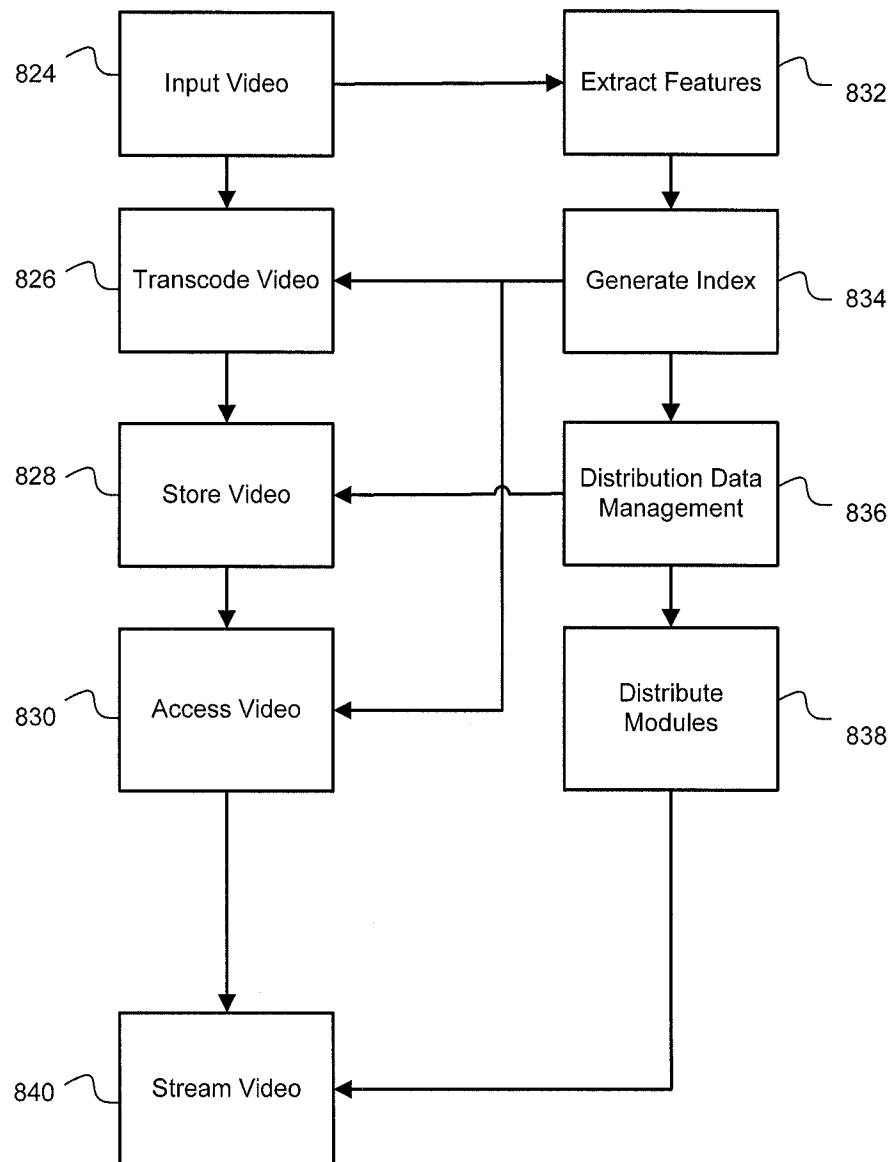 824
Input Video
Extract Features
832
826
Transcode Video
Generate Index
834
828
Store Video
Distribution Data
Management
836
830
Access Video
Distribute
Modules
838
840
Stream Video